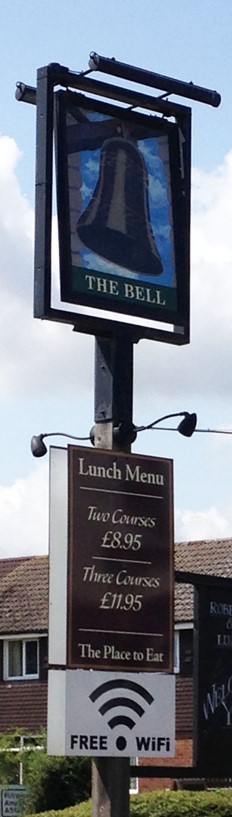 THE BELL
Lunch Menu
Two Courses
£8.95
Three Courses
£11.95
The Place to Eat
FREE WiFi